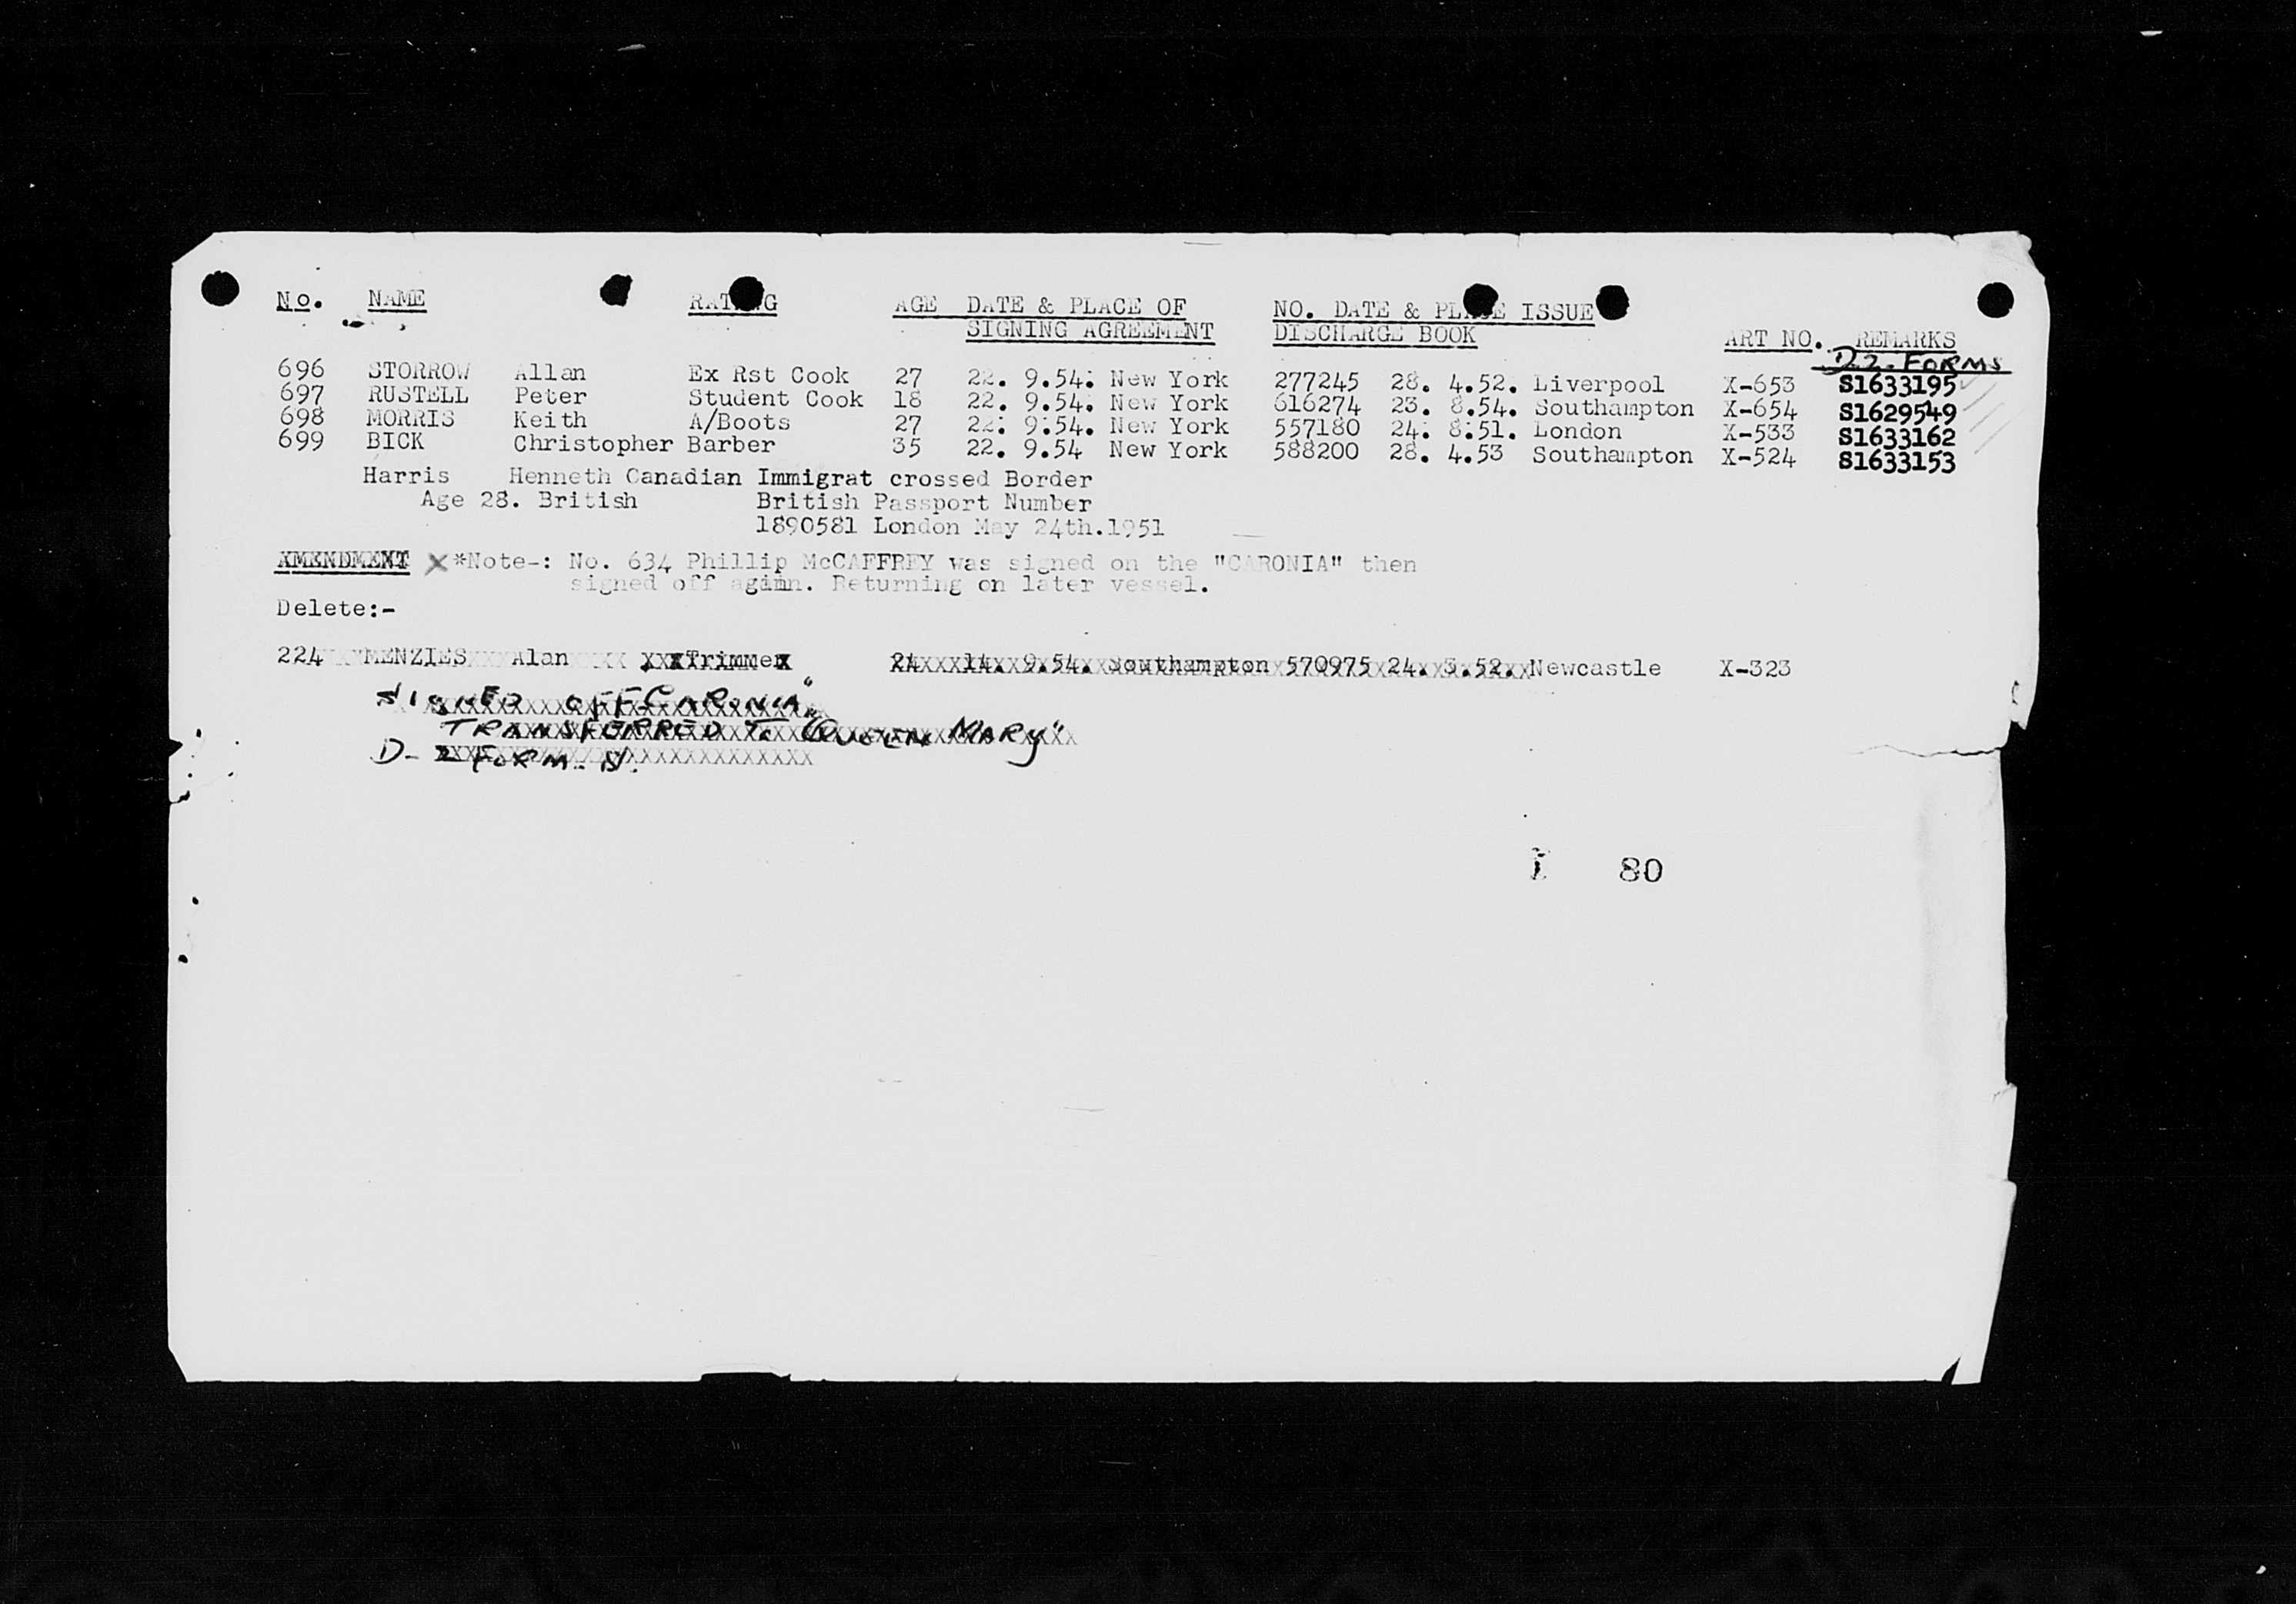 No. NAME RATING AGE DATE & PLACE OF SIGNING AGREEMENT NO. DATE & PLACE ISSUE DISCHARGE BOOK ART NO. REMARKS
D.2. FORMS
696 STORROW Allan Ex Rst Cook 27 22. 9.54. New York 277245 28. 4.52. Liverpool X-653 S1633195
697 RUSTELL Peter Student Cook 18 22. 9.54. New York 616274 23. 8.54. Southampton X-654 S1629549
698 MORRIS Keith A/Boots 27 22. 9.54. New York 557180 24. 8.51. London X-533 S1633162
699 BICK Christopher Barber 35 22. 9.54 New York 588200 28. 4.53 Southampton X-524 S1633153
Harris Henneth Canadian Immigrat crossed Border
Age 28. British British Passport Number
1890581 London May 24th.1951
AMENDMENT X *Note-: No. 634 Phillip McCAFFREY was signed on the "CARONIA" then
signed off agimn. Returning on later vessel.
Delete:-
224 MENZIES Alan Trimmer 24 14. 9.54. Southampton 570975 24. 3.52. Newcastle X-323
SIGNED OFF "CARONIA"
TRANSFERRED To "QUEEN MARY"
D-2 FORM.
80